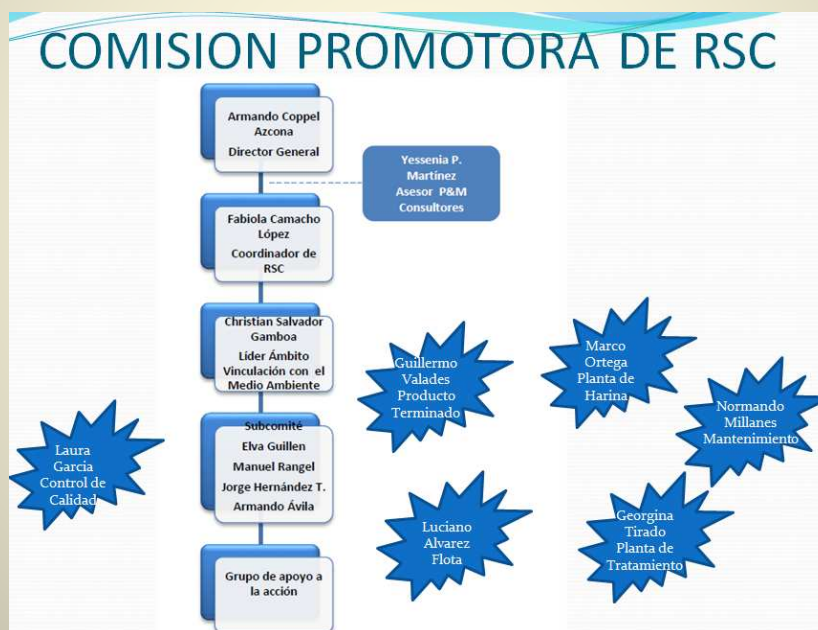 COMISION PROMOTORA DE RSC
Armando Coppel
Azcona
Director General
Yessenia P.
Martínez
Asesor P&M
Consultores
Fabiola Camacho
López
Coordinador de
RSC
Christian Salvador
Gamboa
Líder Ámbito
Vinculación con el
Medio Ambiente
Guillermo
Valades
Producto
Terminado
Marco
Ortega
Planta de
Harina
Normando
Millanes
Mantenimiento
Laura
Garcia
Control de
Calidad
Subcomité
Elva Guillen
Manuel Rangel
Jorge Hernández T.
Armando Ávila
Luciano
Alvarez
Flota
Georgina
Tirado
Planta de
Tratamiento
Grupo de apoyo a
la acción